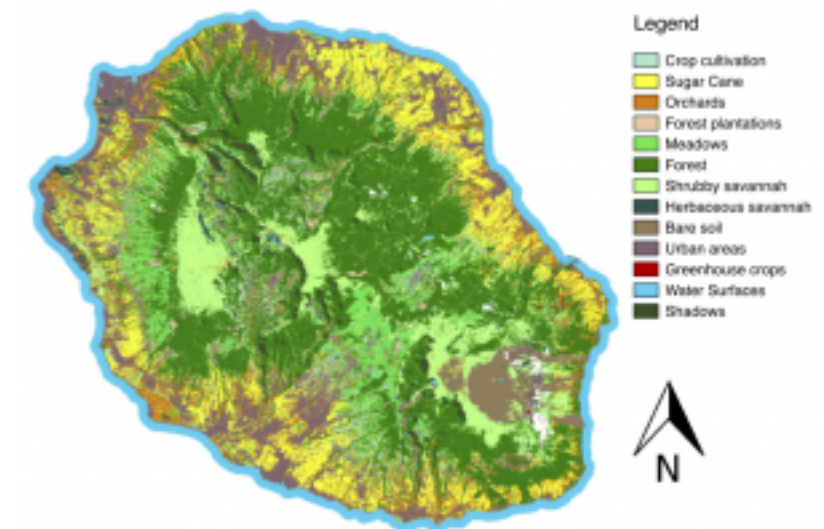 Legend
Crop cultivation
Sugar Cane
Orchards
Forest plantations
Meadows
Forest
Shrubby savannah
Herbaceous savannah
Bare soil
Urban areas
Greenhouse crops
Water Surfaces
Shadows
N